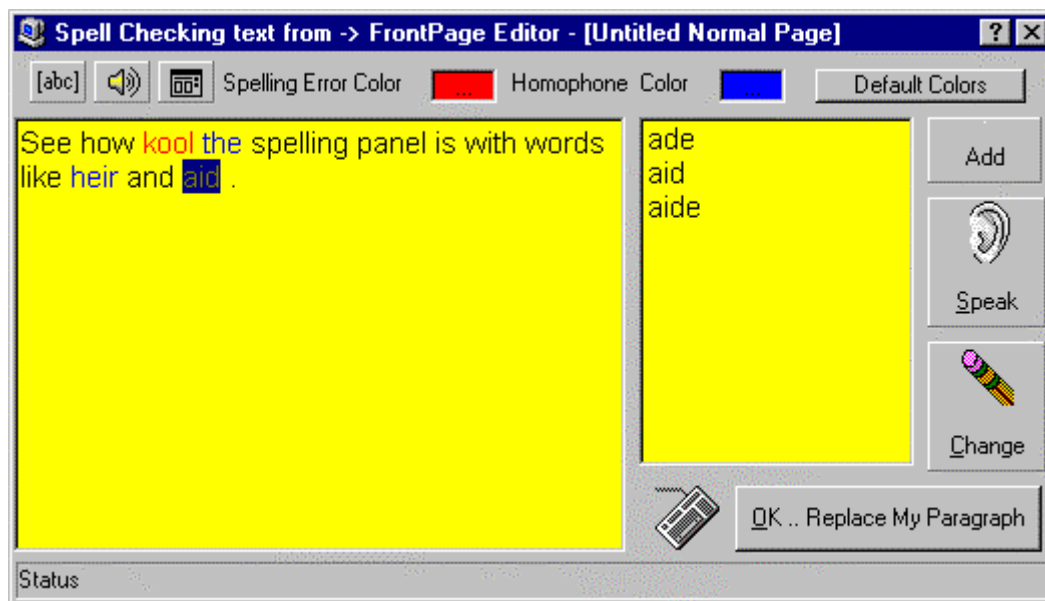 Spell Checking text from -> FrontPage Editor - [Untitled Normal Page]
[abc] Spelling Error Color ... Homophone Color ... Default Colors
See how kool the spelling panel is with words
like heir and aid .
ade
aid
aide
Add
Speak
Change
OK .. Replace My Paragraph
Status